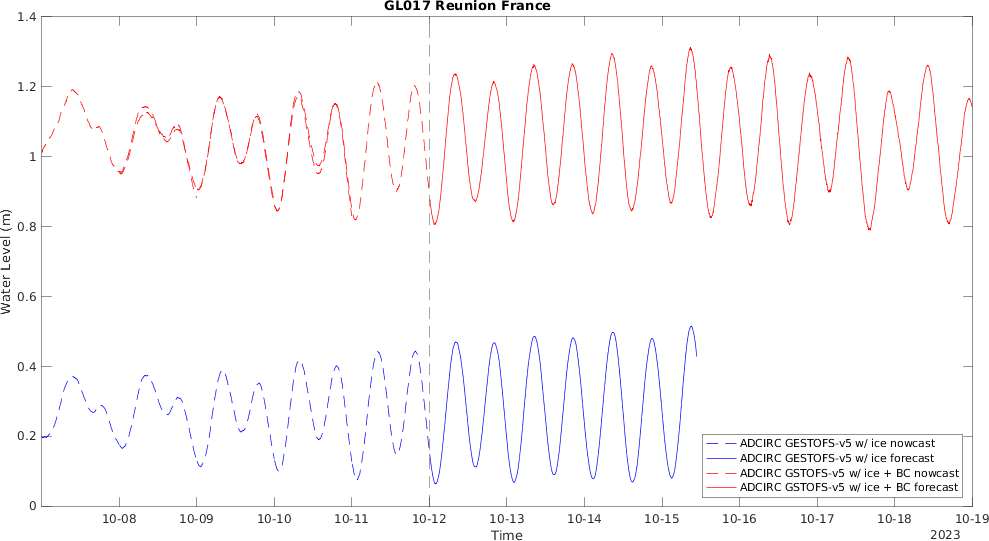 GL017 Reunion France
1.4
1.2
1
0.8
0.6
0.4
0.2
0
Water Level (m)
ADCIRC GESTOFS-v5 w/ ice nowcast
ADCIRC GESTOFS-v5 w/ ice forecast
ADCIRC GSTOFS-v5 w/ ice + BC nowcast
ADCIRC GSTOFS-v5 w/ ice + BC forecast
10-08 10-09 10-10 10-11 10-12 10-13 10-14 10-15 10-16 10-17 10-18 10-19
Time
2023